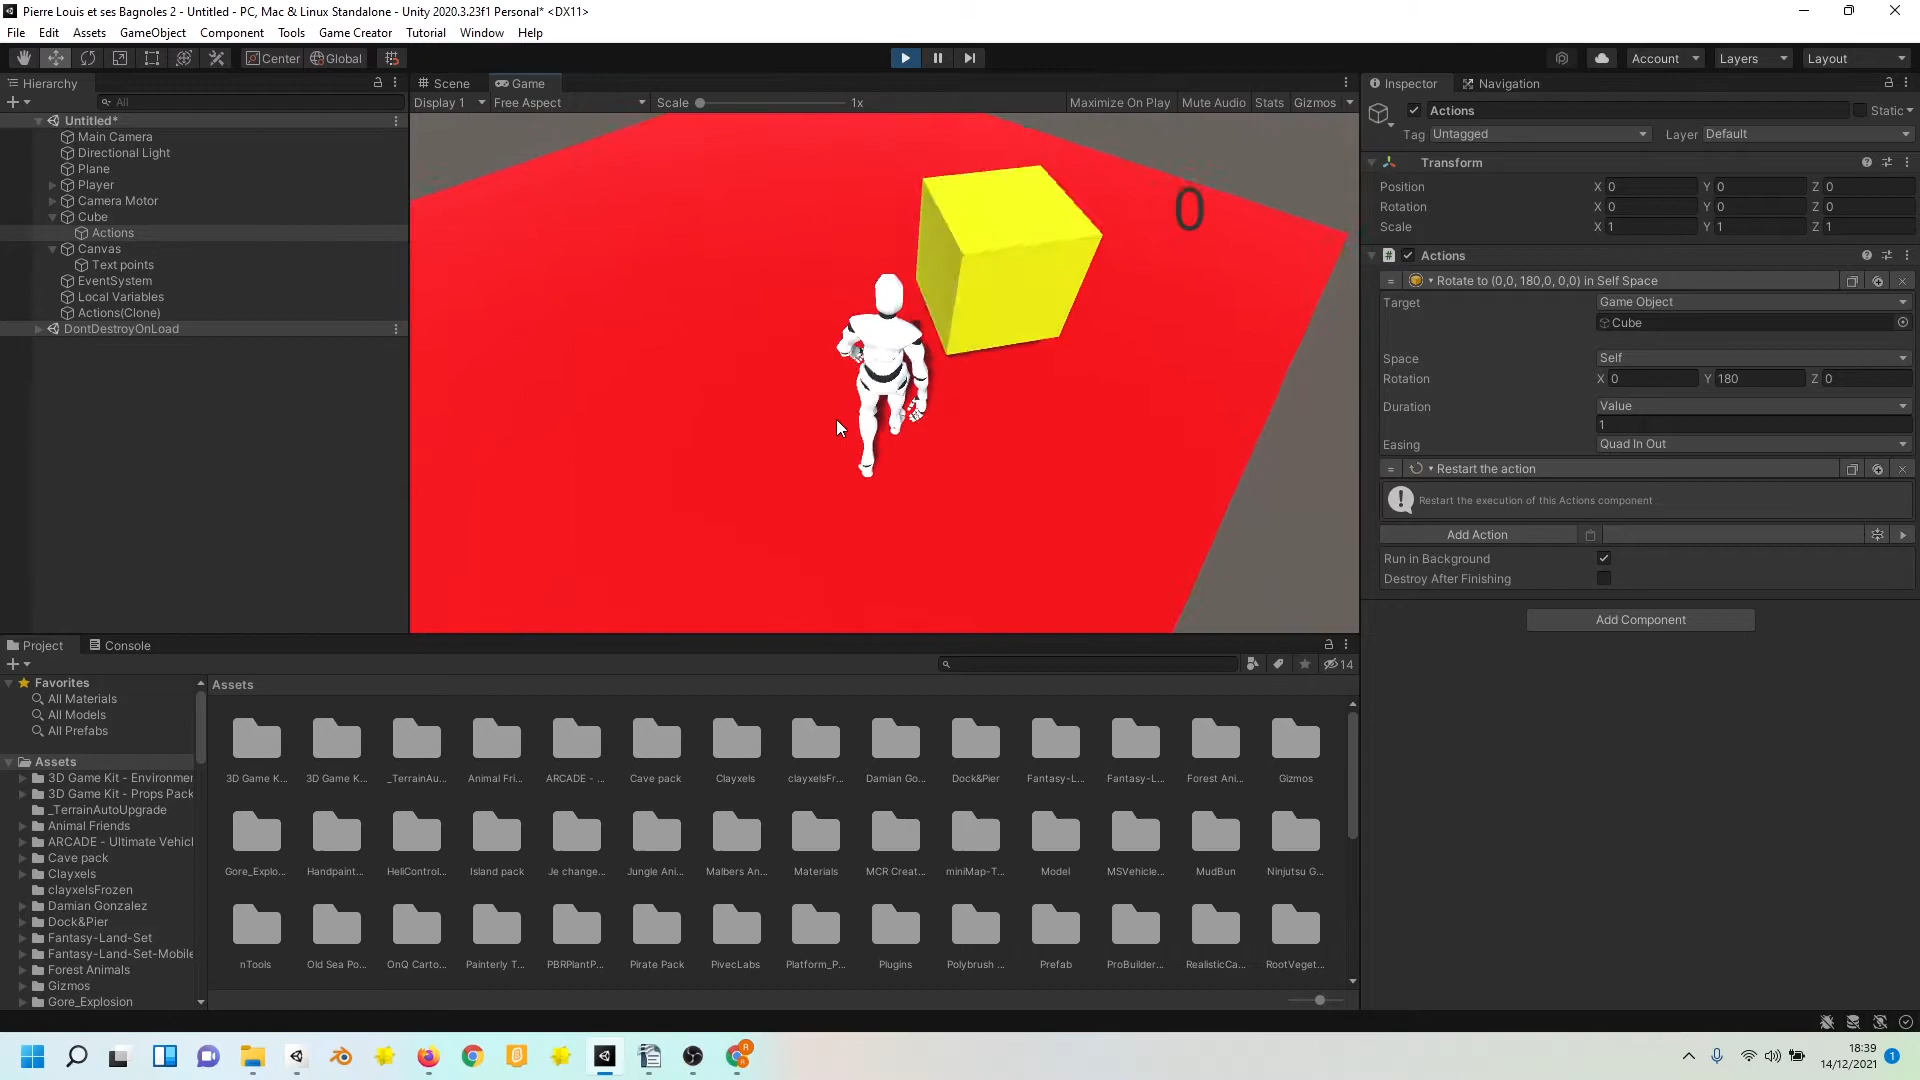 Pierre Louis et ses Bagnoles 2 - Untitled - PC, Mac & Linux Standalone - Unity 2020.3.23f1 Personal* <DX11>
File Edit Assets GameObject Component Tools Game Creator Tutorial Window Help
Center Global Account Layers Layout
Hierarchy
All
Untitled*
Main Camera
Directional Light
Plane
Player
Camera Motor
Cube
Actions
Canvas
Text points
EventSystem
Local Variables
Actions(Clone)
DontDestroyOnLoad
Scene Game
Display 1 Free Aspect Scale 1x Maximize On Play Mute Audio Stats Gizmos
0
Inspector Navigation
Actions Static
Tag Untagged Layer Default
Transform
Position X 0 Y 0 Z 0
Rotation X 0 Y 0 Z 0
Scale X 1 Y 1 Z 1
Actions
Rotate to (0,0, 180,0, 0,0) in Self Space
Target Game Object
Cube
Space Self
Rotation X 0 Y 180 Z 0
Duration Value
1
Easing Quad In Out
Restart the action
Restart the execution of this Actions component
Add Action
Run in Background
Destroy After Finishing
Add Component
Project Console
14
Favorites
All Materials
All Models
All Prefabs
Assets
3D Game Kit - Environmer
3D Game Kit - Props Pack
_TerrainAutoUpgrade
Animal Friends
ARCADE - Ultimate Vehicl
Cave pack
Clayxels
clayxelsFrozen
Damian Gonzalez
Dock&Pier
Fantasy-Land-Set
Fantasy-Land-Set-Mobile
Forest Animals
Gizmos
Gore_Explosion
Assets
3D Game K... 3D Game K... _TerrainAu... Animal Fri... ARCADE - ... Cave pack Clayxels clayxelsFr... Damian Go... Dock&Pier Fantasy-L... Fantasy-L... Forest Ani... Gizmos
Gore_Explo... Handpaint... HeliControl... Island pack Je change... Jungle Ani... Malbers An... Materials MCR Creat... miniMap-T... Model MSVehicle... MudBun Ninjutsu G...
nTools Old Sea Po... OnQ Carto... Painterly T... PBRPlantP... Pirate Pack PivecLabs Platform_P... Plugins Polybrush ... Prefab ProBuilder... RealisticCa... RootVeget...
18:39
14/12/2021
1